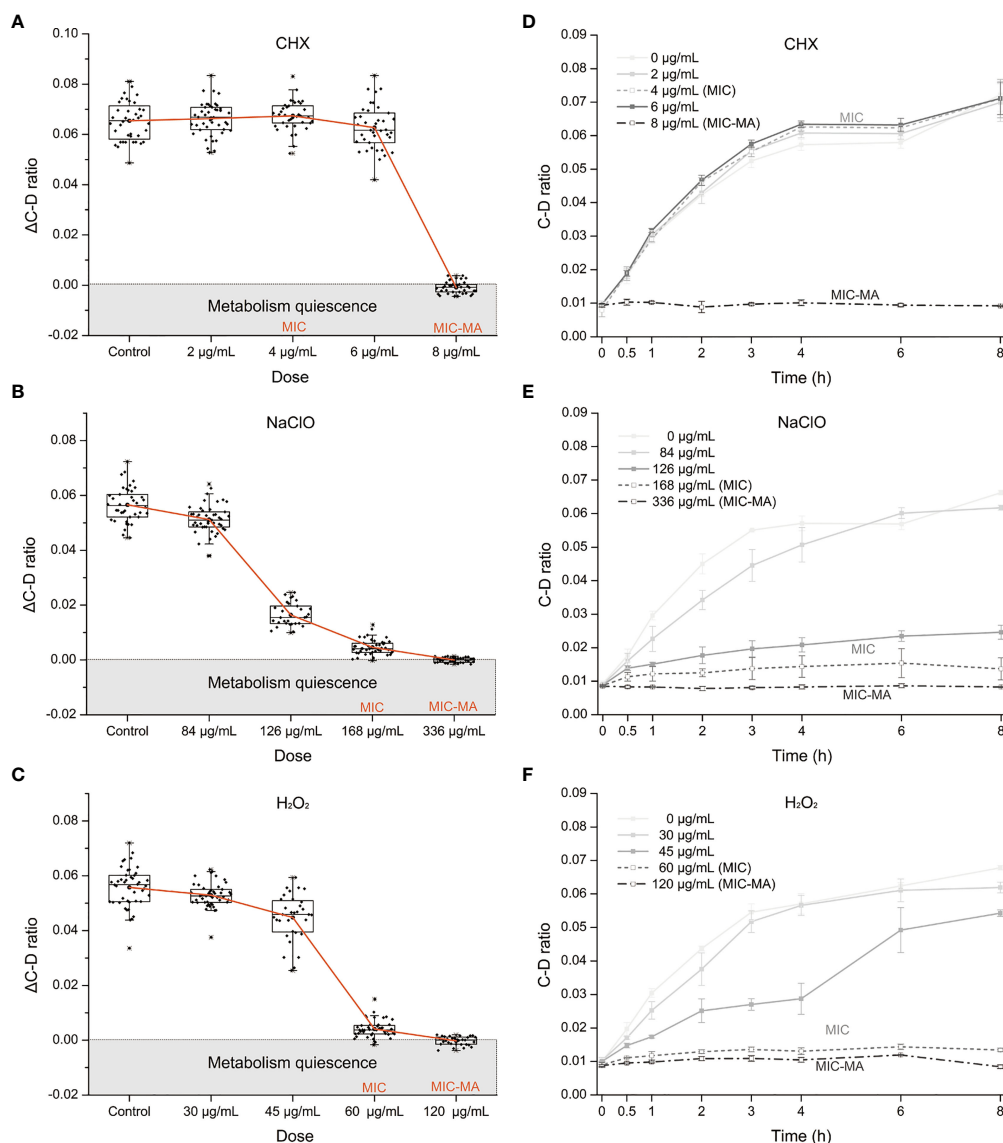 A
CHX
0.10
0.08
0.06
0.04
0.02
0.00
-0.02
ΔC-D ratio
Metabolism quiescence
MIC
MIC-MA
Control
2 µg/mL
4 µg/mL
6 µg/mL
8 µg/mL
Dose
D
CHX
0.09
0.08
0.07
0.06
0.05
0.04
0.03
0.02
0.01
0.00
C-D ratio
0 µg/mL
2 µg/mL
4 µg/mL (MIC)
6 µg/mL
8 µg/mL (MIC-MA)
MIC
MIC-MA
0 0.5 1 2 3 4 6 8
Time (h)
B
NaClO
0.08
0.06
0.04
0.02
0.00
-0.02
ΔC-D ratio
Metabolism quiescence
MIC
MIC-MA
Control
84 µg/mL
126 µg/mL
168 µg/mL
336 µg/mL
Dose
E
NaClO
0.09
0.08
0.07
0.06
0.05
0.04
0.03
0.02
0.01
0.00
C-D ratio
0 µg/mL
84 µg/mL
126 µg/mL
168 µg/mL (MIC)
336 µg/mL (MIC-MA)
MIC
MIC-MA
0 0.5 1 2 3 4 6 8
Time (h)
C
H₂O₂
0.08
0.06
0.04
0.02
0.00
-0.02
ΔC-D ratio
Metabolism quiescence
MIC
MIC-MA
Control
30 µg/mL
45 µg/mL
60 µg/mL
120 µg/mL
Dose
F
H₂O₂
0.09
0.08
0.07
0.06
0.05
0.04
0.03
0.02
0.01
0.00
C-D ratio
0 µg/mL
30 µg/mL
45 µg/mL
60 µg/mL (MIC)
120 µg/mL (MIC-MA)
MIC
MIC-MA
0 0.5 1 2 3 4 6 8
Time (h)